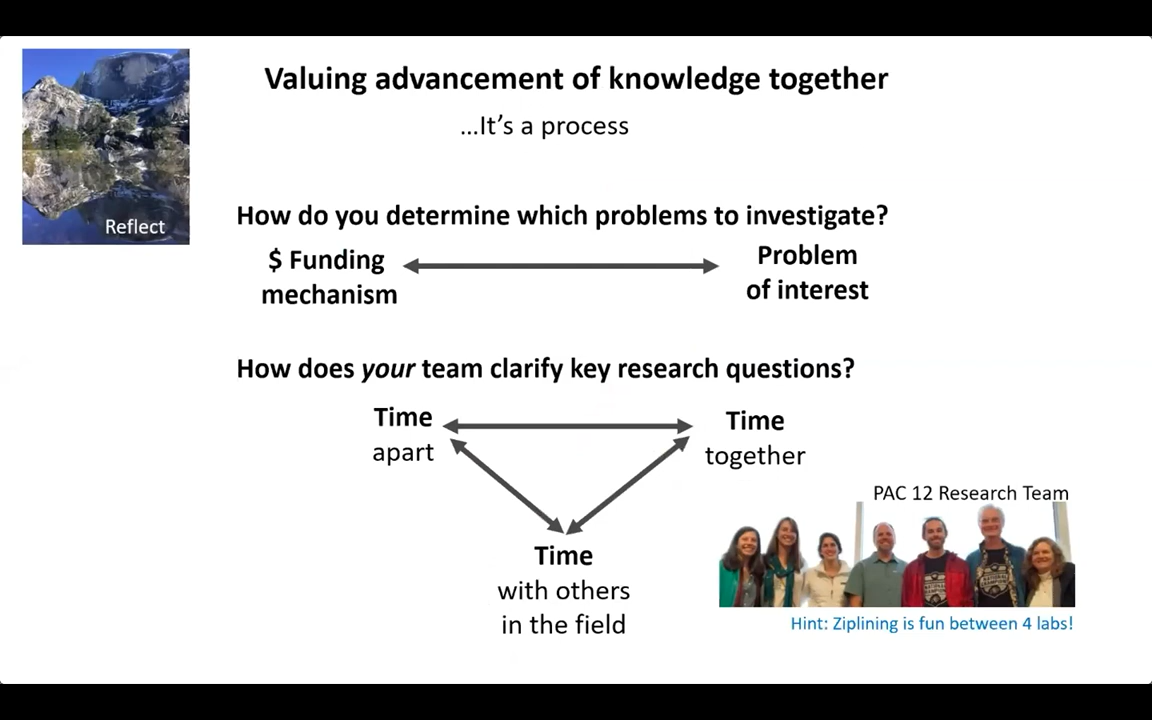 Valuing advancement of knowledge together
...It's a process
Reflect
How do you determine which problems to investigate?
$ Funding
mechanism
Problem
of interest
How does your team clarify key research questions?
Time
apart
Time
together
Time
with others
in the field
PAC 12 Research Team
Hint: Ziplining is fun between 4 labs!